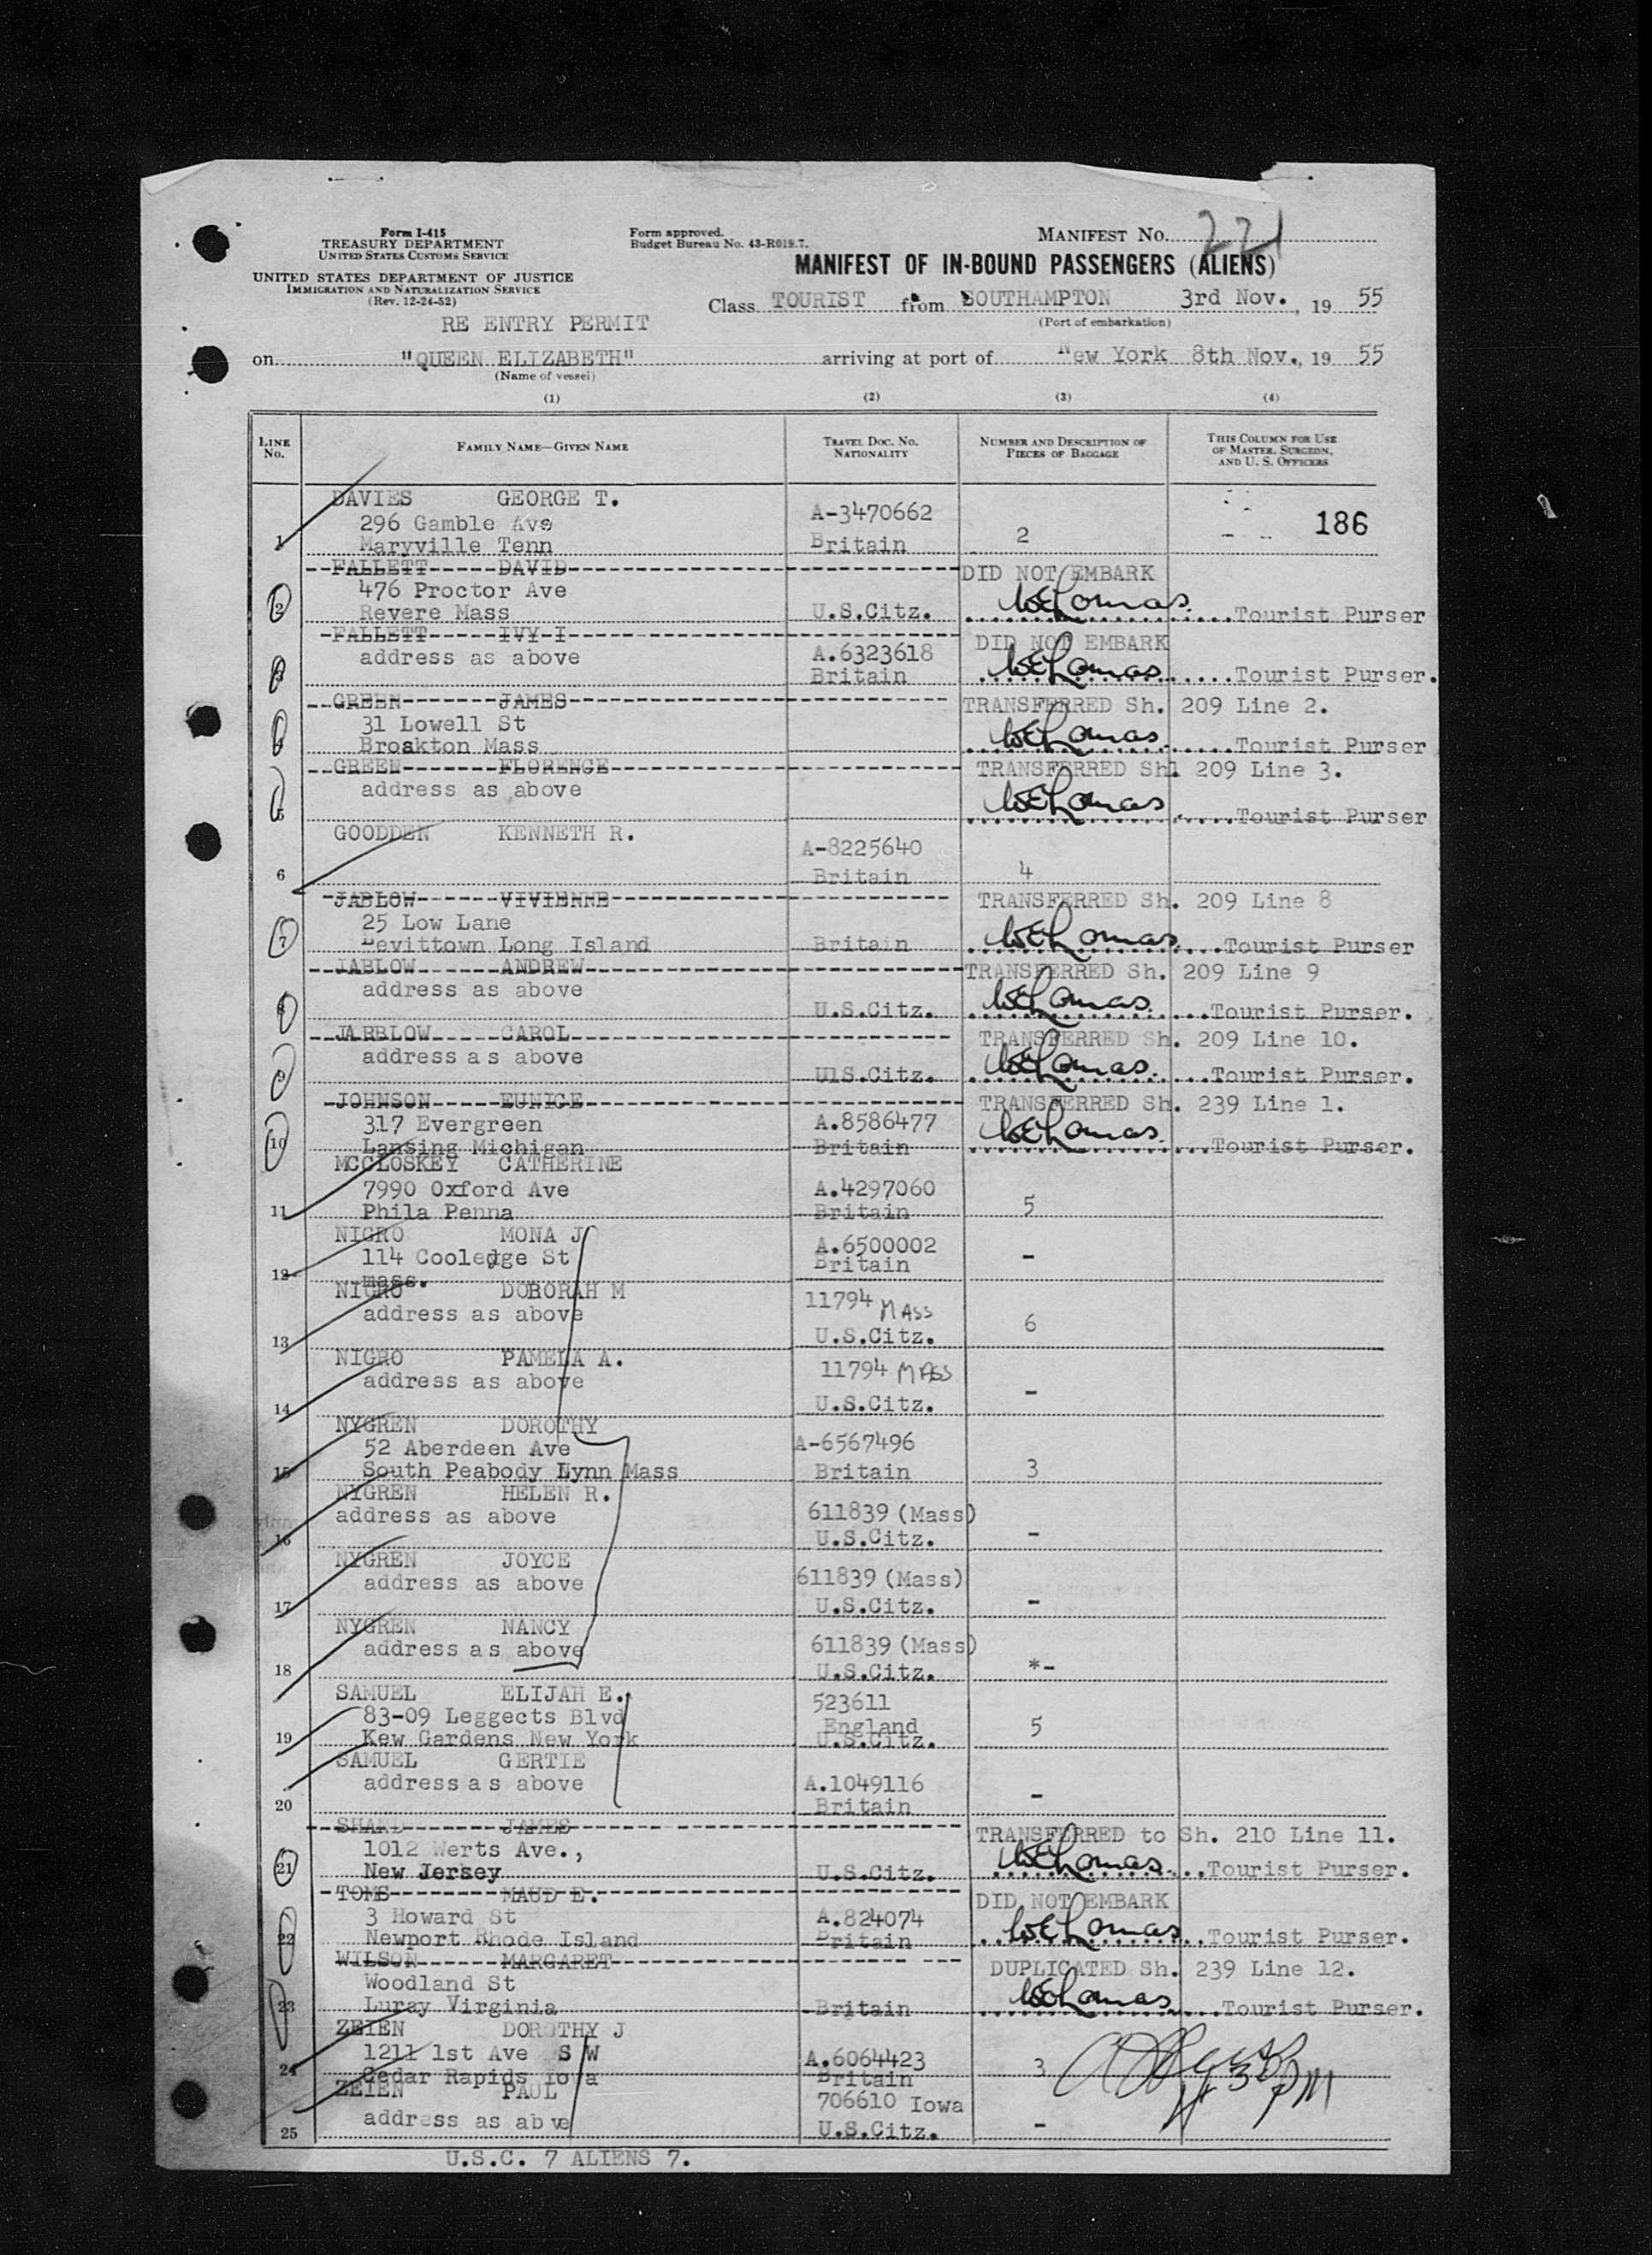 Form I-415
TREASURY DEPARTMENT
UNITED STATES CUSTOMS SERVICE
UNITED STATES DEPARTMENT OF JUSTICE
IMMIGRATION AND NATURALIZATION SERVICE
(Rev. 12-24-52)
Form approved.
Budget Bureau No. 43-R019.7.
MANIFEST NO. 221
MANIFEST OF IN-BOUND PASSENGERS (ALIENS)
Class TOURIST from SOUTHAMPTON 3rd Nov., 19 55
(Port of embarkation)
RE ENTRY PERMIT
on "QUEEN ELIZABETH" arriving at port of New York 8th Nov., 19 55
(Name of vessel)
(1) (2) (3) (4)
LINE NO.
FAMILY NAME—GIVEN NAME
TRAVEL DOC. NO. NATIONALITY
NUMBER AND DESCRIPTION OF PIECES OF BAGGAGE
THIS COLUMN FOR USE OF MASTER, SURGEON, AND U. S. OFFICERS
DAVIES GEORGE T.
296 Gamble Ave A-3470662 186
1 Maryville Tenn Britain 2
FALLETT DAVID DID NOT EMBARK
476 Proctor Ave
2 Revere Mass U.S.Citz. WELomas Tourist Purser
FALLETT IVY I DID NOT EMBARK
address as above A.6323618
3 Britain WELomas Tourist Purser.
GREEN JAMES TRANSFERRED Sh. 209 Line 2.
31 Lowell St
4 Broakton Mass WELomas Tourist Purser
GREEN FLORENCE TRANSFERRED Shl 209 Line 3.
address as above
5 WELomas Tourist Purser
GOODDEN KENNETH R.
A-8225640
6 Britain 4
JABLOW VIVIENNE TRANSFERRED Sh. 209 Line 8
25 Low Lane
7 Levittown Long Island Britain WELomas Tourist Purser
JABLOW ANDREW TRANSFERRED Sh. 209 Line 9
address as above
8 U.S.Citz. WELomas Tourist Purser.
JARBLOW CAROL TRANSFERRED Sh. 209 Line 10.
address as above
9 UlS.Citz. WELomas Tourist Purser.
JOHNSON EUNICE TRANSFERRED Sh. 239 Line 1.
317 Evergreen A.8586477
10 Lansing Michigan Britain WELomas Tourist Purser.
MCCLOSKEY CATHERINE
7990 Oxford Ave A.4297060
11 Phila Penna Britain 5
NIGRO MONA J
114 Cooledge St A.6500002
12 mass. Britain -
NIGRO DOBORAH M
address as above 11794 MASS
13 U.S.Citz. 6
NIGRO PAMELA A.
address as above 11794 MASS
14 U.S.Citz. -
NYGREN DOROTHY
52 Aberdeen Ave A-6567496
15 South Peabody Lynn Mass Britain 3
NYGREN HELEN R.
address as above 611839 (Mass)
16 U.S.Citz. -
NYGREN JOYCE
address as above 611839 (Mass)
17 U.S.Citz. -
NYGREN NANCY
address as above 611839 (Mass)
18 U.S.Citz. *-
SAMUEL ELIJAH E. 523611
83-09 Leggects Blvd England
19 Kew Gardens New York U.S.Citz. 5
SAMUEL GERTIE
address as above A.1049116
20 Britain -
SHARD JAMES TRANSFERRED to Sh. 210 Line 11.
1012 Werts Ave.,
21 New Jersey U.S.Citz. WELomas Tourist Purser.
TOMS MAUD E. DID NOT EMBARK
3 Howard St A.824074
22 Newport Rhode Island Britain WELomas Tourist Purser.
WILSON MARGARET DUPLICATED Sh. 239 Line 12.
Woodland St
23 Luray Virginia Britain WELomas Tourist Purser.
ZEIEN DOROTHY J
1211 1st Ave S W A.6064423
24 Cedar Rapids Iowa Britain 3
ZEIEN PAUL 706610 Iowa
address as abve
25 U.S.Citz. -
U.S.C. 7 ALIENS 7.